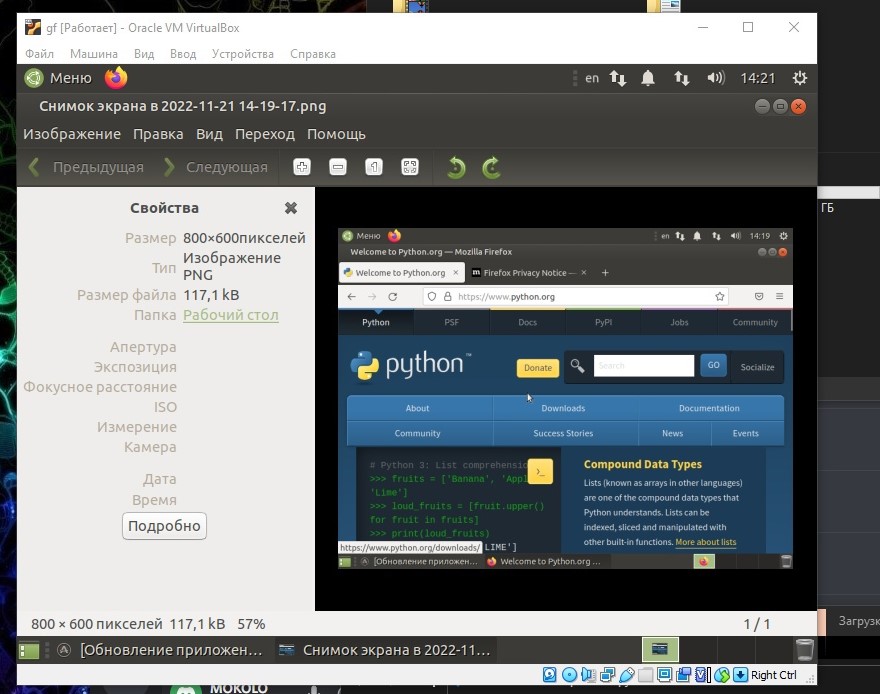 gf [Работает] - Oracle VM VirtualBox
Файл Машина Вид Ввод Устройства Справка
Меню en 14:21
Снимок экрана в 2022-11-21 14-19-17.png
Изображение Правка Вид Переход Помощь
Предыдущая Следующая
Свойства
Размер 800×600пикселей
Тип Изображение
PNG
Размер файла 117,1 kB
Папка Рабочий стол
Апертура
Экспозиция
Фокусное расстояние
ISO
Измерение
Камера
Дата
Время
Подробно
Меню en 14:19
Welcome to Python.org — Mozilla Firefox
Welcome to Python.org × m Firefox Privacy Notice — × +
https://www.python.org
Python PSF Docs PyPI Jobs Community
python™ Donate Search GO Socialize
About Downloads Documentation
Community Success Stories News Events
# Python 3: List comprehensio
>>> fruits = ['Banana', 'Appl
'Lime']
>>> loud_fruits = [fruit.upper()
for fruit in fruits]
>>> print(loud_fruits)
LIME']
>_
Compound Data Types
Lists (known as arrays in other languages)
are one of the compound data types that
Python understands. Lists can be
indexed, sliced and manipulated with
other built-in functions. More about lists
https://www.python.org/downloads/
[Обновление приложен... Welcome to Python.org ...
800 × 600 пикселей 117,1 kB 57% 1 / 1
[Обновление приложен... Снимок экрана в 2022-11...
Right Ctrl
ГБ
Загрузк
MOKOLO